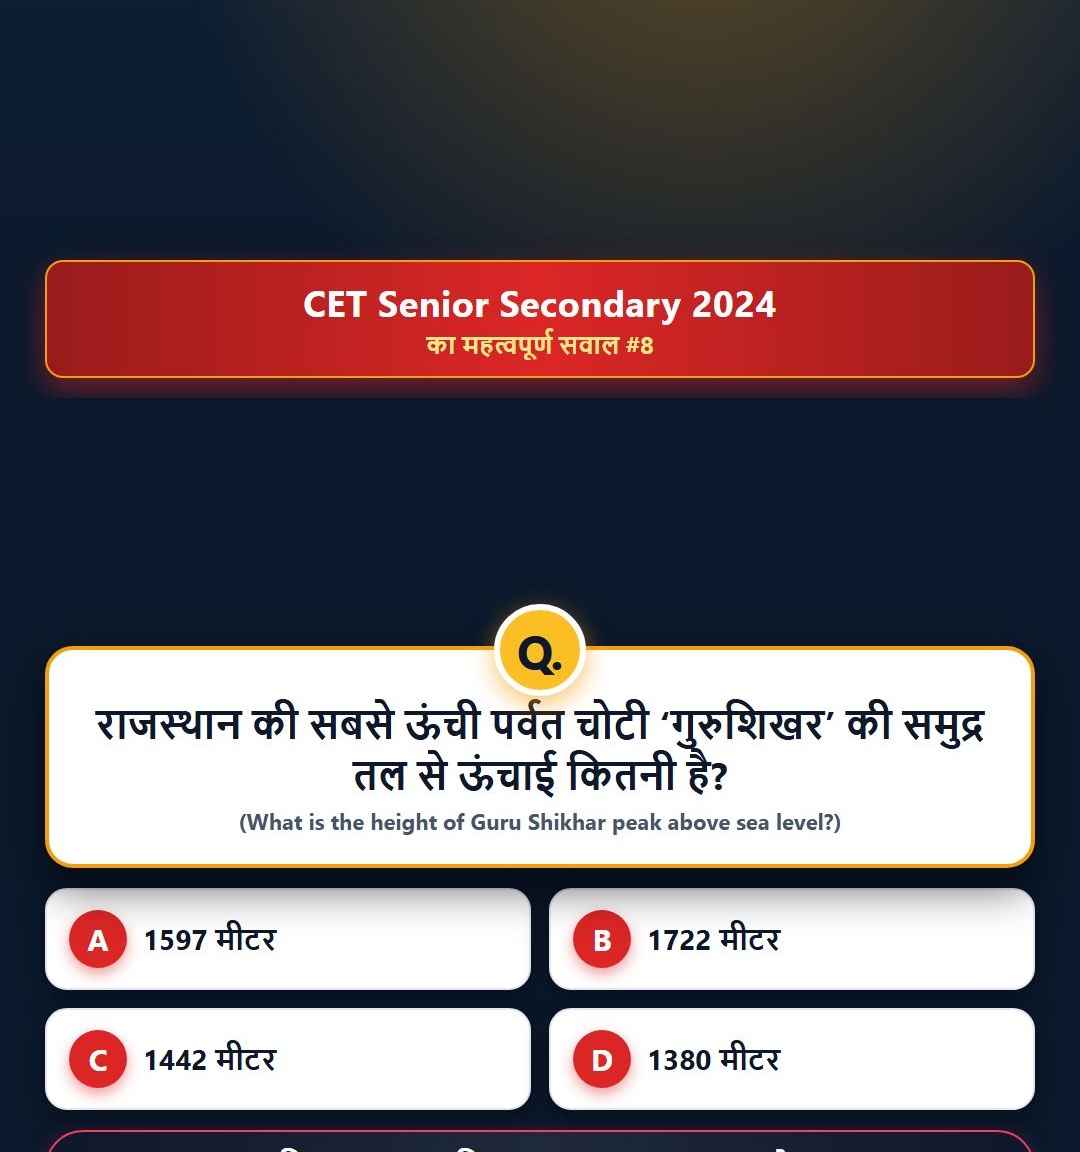 CET Senior Secondary 2024
का महत्वपूर्ण सवाल #8
Q.
राजस्थान की सबसे ऊंची पर्वत चोटी ‘गुरुशिखर’ की समुद्र
तल से ऊंचाई कितनी है?
(What is the height of Guru Shikhar peak above sea level?)
A 1597 मीटर
B 1722 मीटर
C 1442 मीटर
D 1380 मीटर